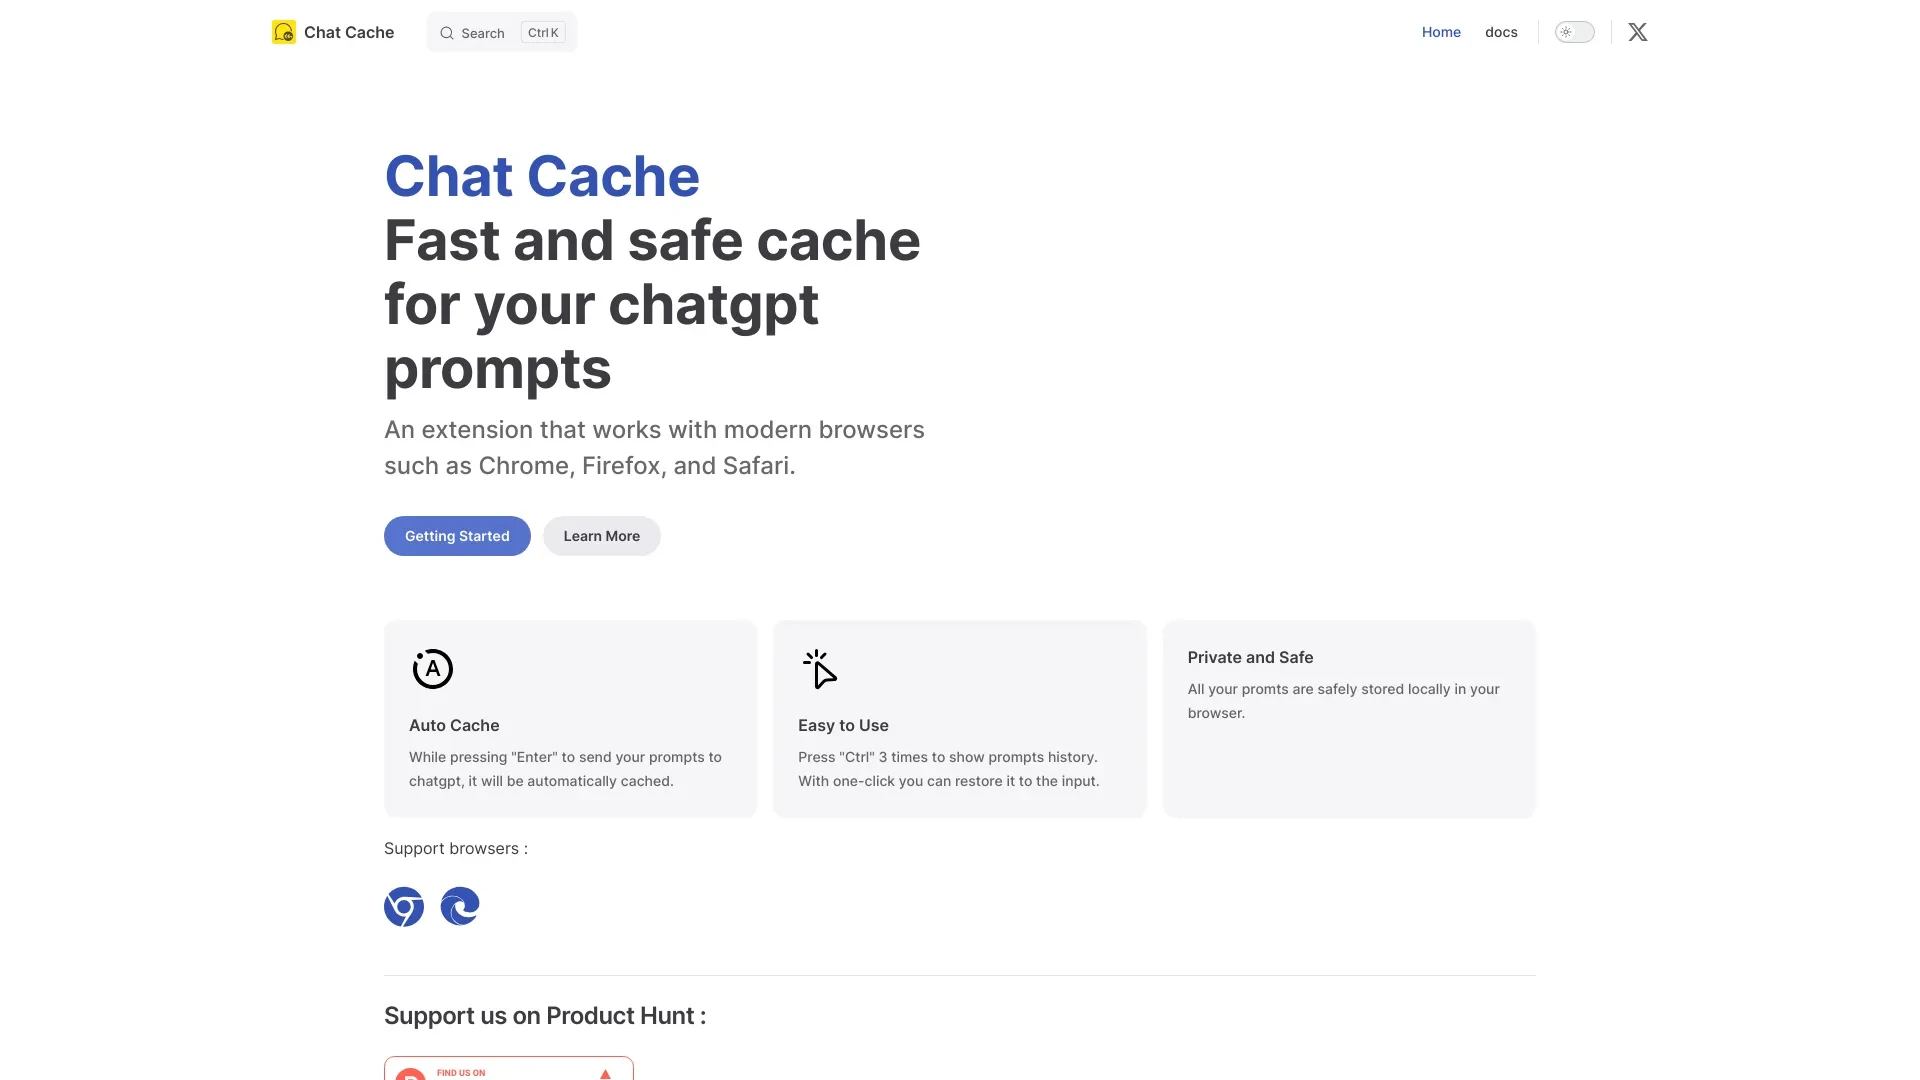 Chat Cache
Search
Ctrl K
Home
docs
Chat Cache
Fast and safe cache
for your chatgpt
prompts
An extension that works with modern browsers
such as Chrome, Firefox, and Safari.
Getting Started
Learn More
A
Auto Cache
While pressing "Enter" to send your prompts to
chatgpt, it will be automatically cached.
Easy to Use
Press "Ctrl" 3 times to show prompts history.
With one-click you can restore it to the input.
Private and Safe
All your promts are safely stored locally in your
browser.
Support browsers :
Support us on Product Hunt :
FIND US ON